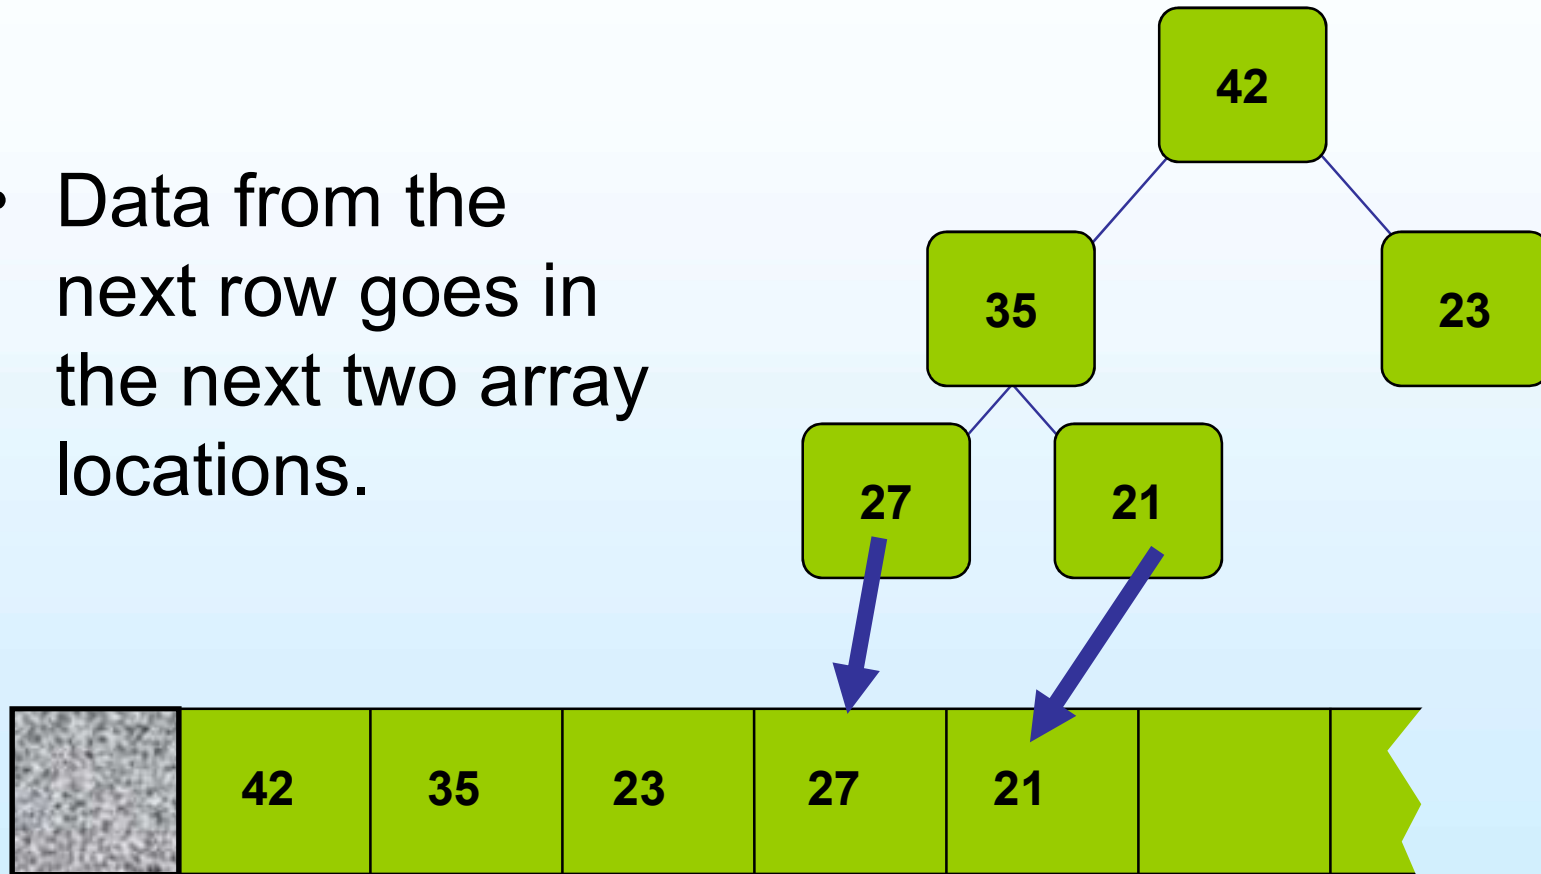 42
• Data from the
next row goes in
the next two array
locations.
35 23
27 21
42 35 23 27 21